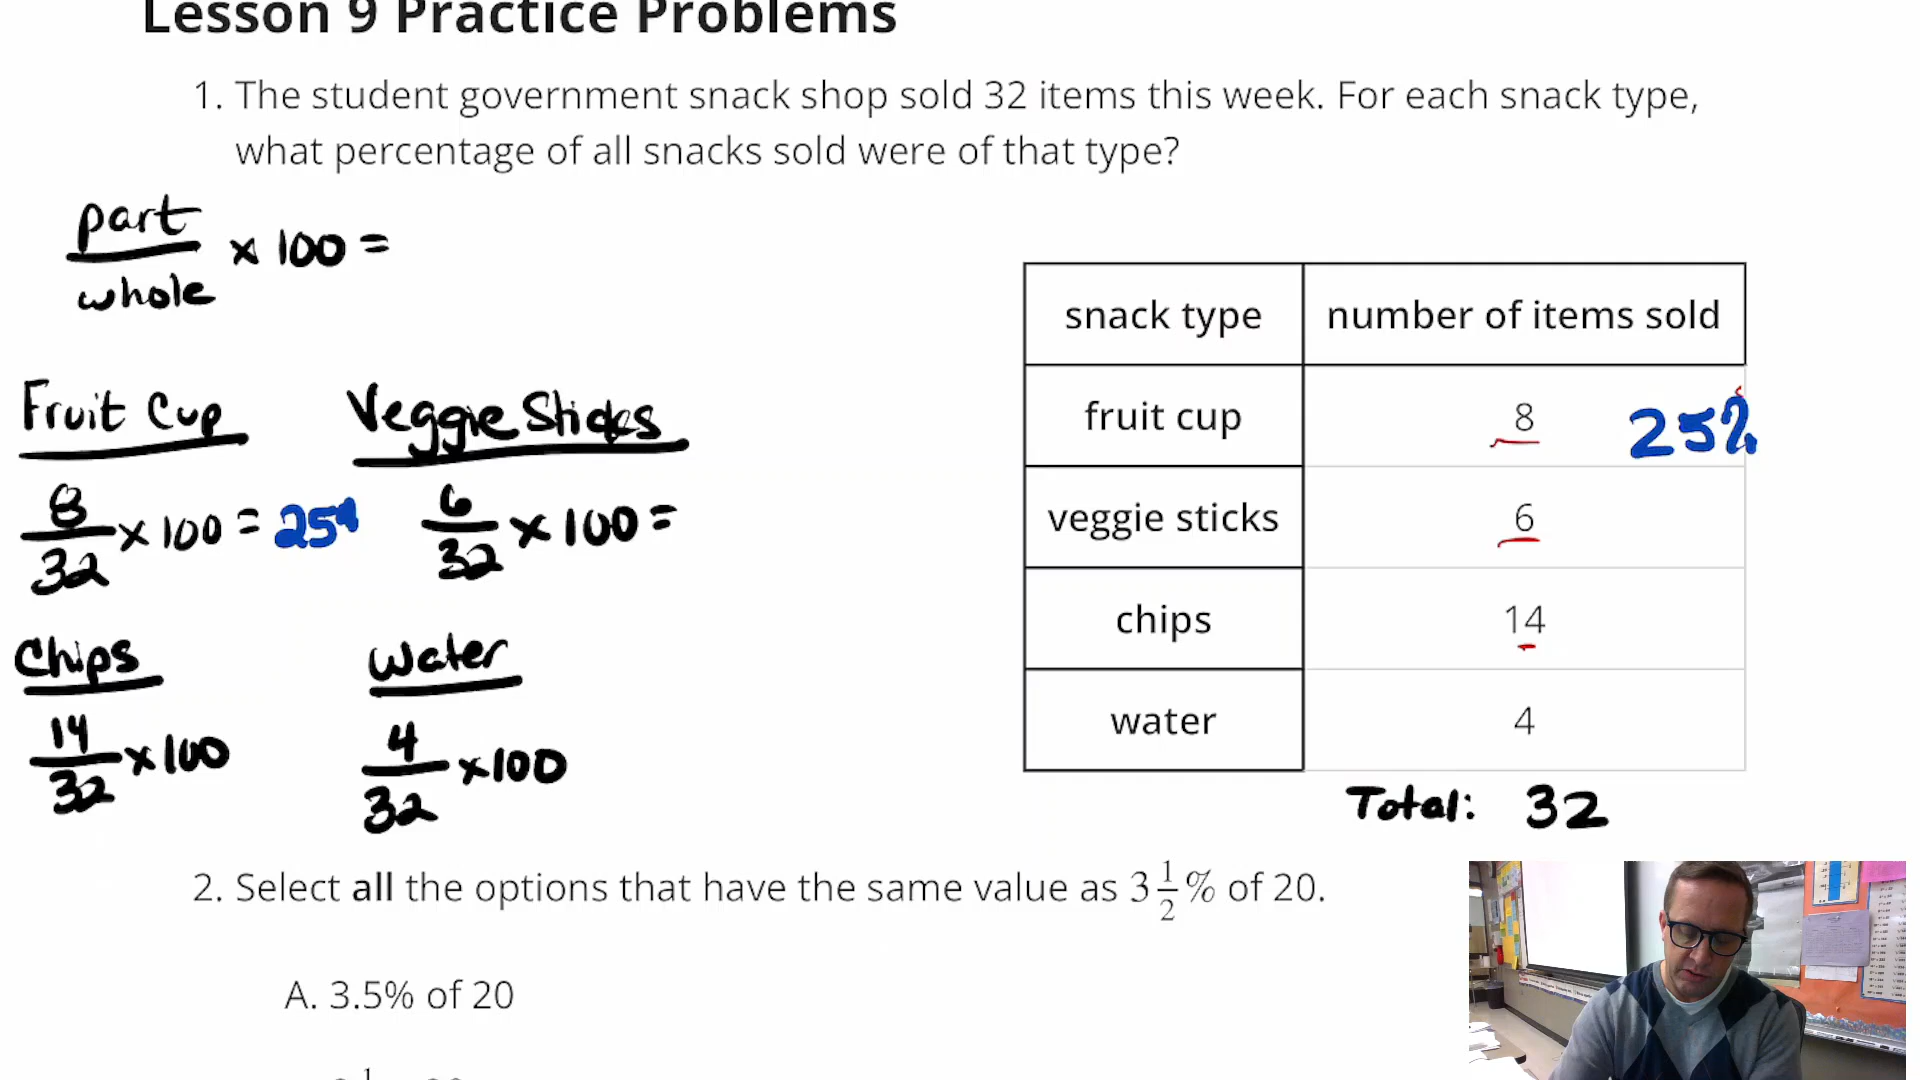 Lesson 9 Practice Problems
1. The student government snack shop sold 32 items this week. For each snack type,
what percentage of all snacks sold were of that type?
part
whole
× 100 =
snack type number of items sold
fruit cup 8 25%
veggie sticks 6
chips 14
water 4
Total: 32
Fruit Cup
8/32 × 100 = 25%
Veggie Sticks
6/32 × 100 =
Chips
14/32 × 100
Water
4/32 × 100
2. Select all the options that have the same value as 3 1/2 % of 20.
A. 3.5% of 20